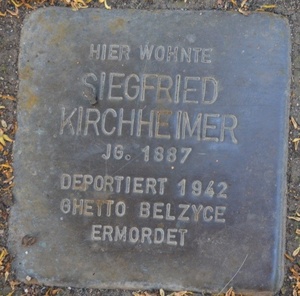 HIER WOHNTE
SIEGFRIED
KIRCHHEIMER
JG. 1887
DEPORTIERT 1942
GHETTO BELZYCE
ERMORDET